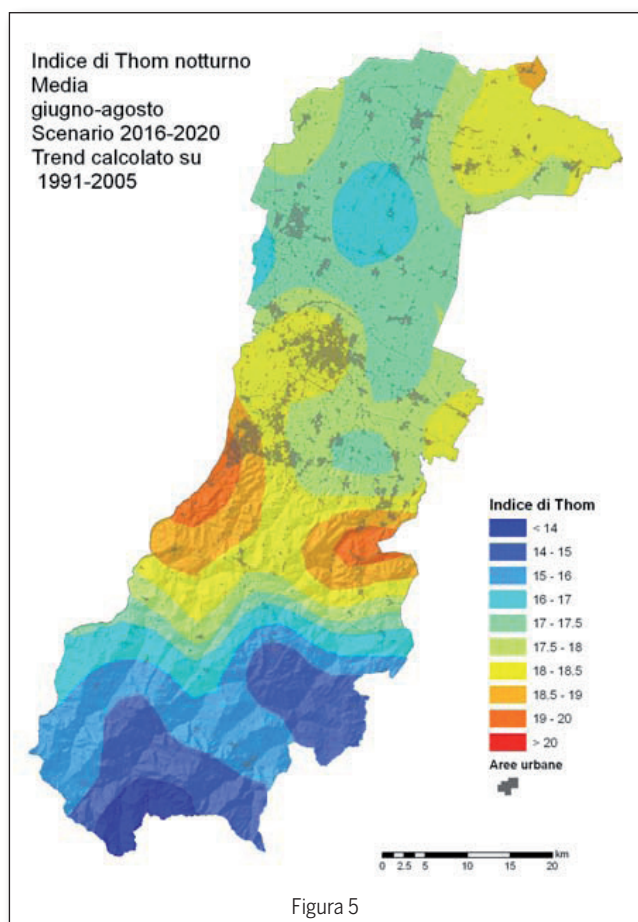 Indice di Thom notturno
Media
giugno-agosto
Scenario 2016-2020
Trend calcolato su
1991-2005
Indice di Thom
< 14
14 - 15
15 - 16
16 - 17
17 - 17.5
17.5 - 18
18 - 18.5
18.5 - 19
19 - 20
> 20
Aree urbane
km
0 2.5 5 10 15 20
Figura 5